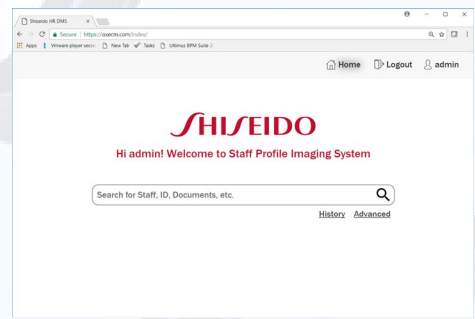 Shiseido HR DMS
Secure https://oxecm.com/index/
Apps Vmware player secre New Tab Tasks Ultimus BPM Suite 2
Home Logout admin
SHISEIDO
Hi admin! Welcome to Staff Profile Imaging System
Search for Staff, ID, Documents, etc.
History Advanced